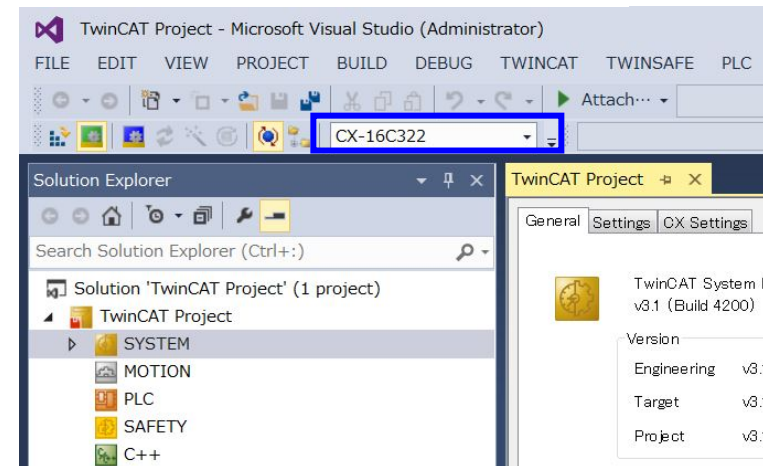 TwinCAT Project - Microsoft Visual Studio (Administrator)
FILE EDIT VIEW PROJECT BUILD DEBUG TWINCAT TWINSAFE PLC
Attach...
CX-16C322
Solution Explorer
TwinCAT Project
General Settings CX Settings
Search Solution Explorer (Ctrl+:)
Solution 'TwinCAT Project' (1 project)
TwinCAT Project
SYSTEM
MOTION
PLC
SAFETY
C++
TwinCAT System
v3.1 (Build 4200)
Version
Engineering v3.
Target v3.
Project v3.